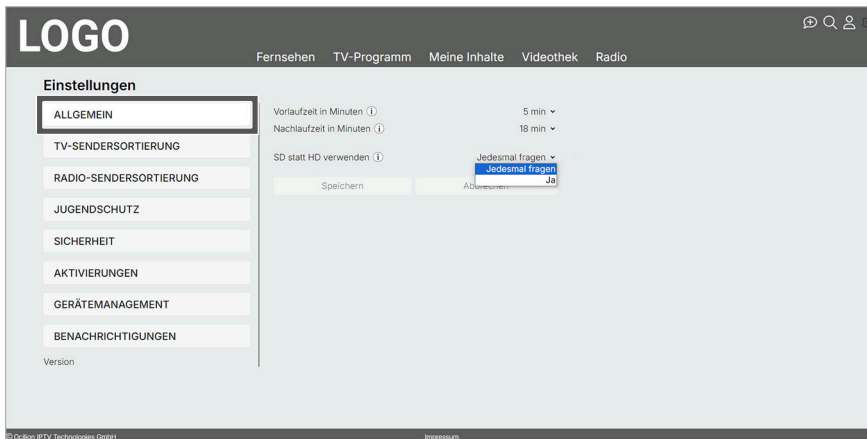 LOGO
Fernsehen TV-Programm Meine Inhalte Videothek Radio
Einstellungen
ALLGEMEIN
TV-SENDERSORTIERUNG
RADIO-SENDERSORTIERUNG
JUGENDSCHUTZ
SICHERHEIT
AKTIVIERUNGEN
GERÄTEMANAGEMENT
BENACHRICHTIGUNGEN
Version
Vorlaufzeit in Minuten i 5 min
Nachlaufzeit in Minuten i 18 min
SD statt HD verwenden i Jedesmal fragen
Jedesmal fragen
Ja
Speichern Abbrechen
© Ocilion IPTV Technologies GmbH Impressum